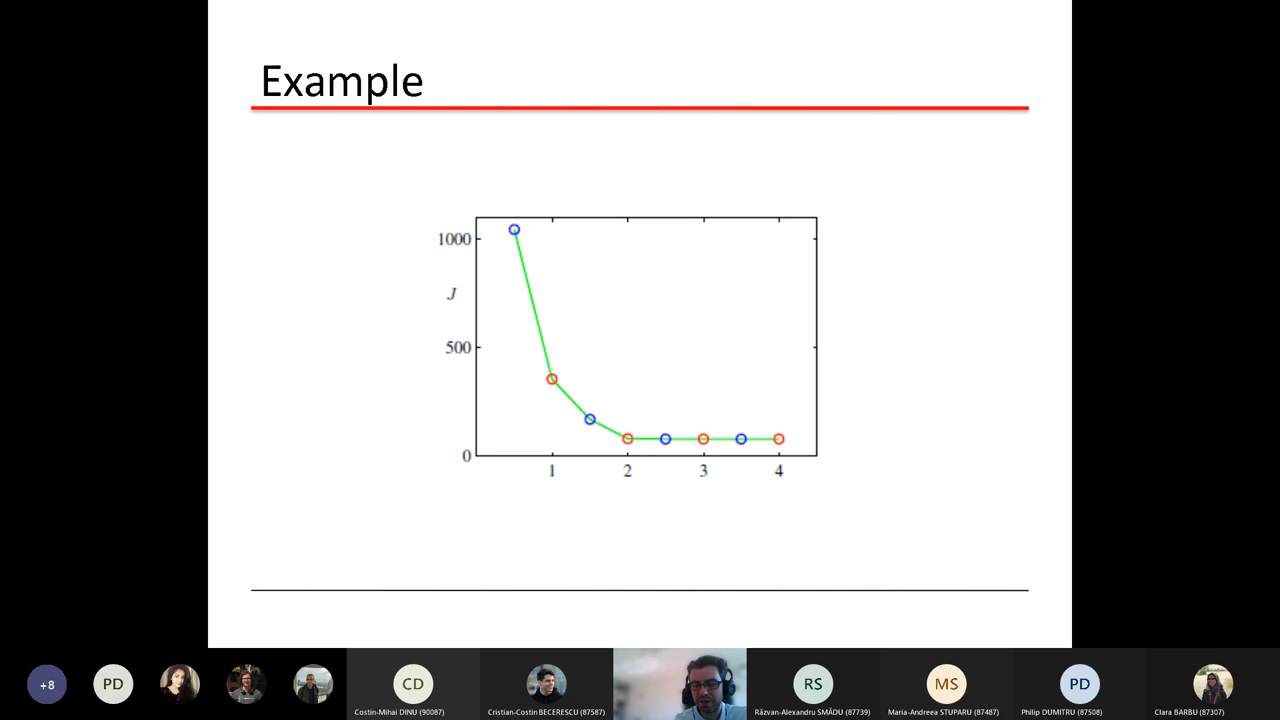 Example
1000
J
500
0
1 2 3 4
+8 PD CD RS MS PD
Costin-Mihai DINU (90087) Cristian-Costin BECERESCU (87587) Răzvan-Alexandru SMĂDU (87739) Maria-Andreea STUPARU (87487) Philip DUMITRU (87508) Clara BARBU (87307)